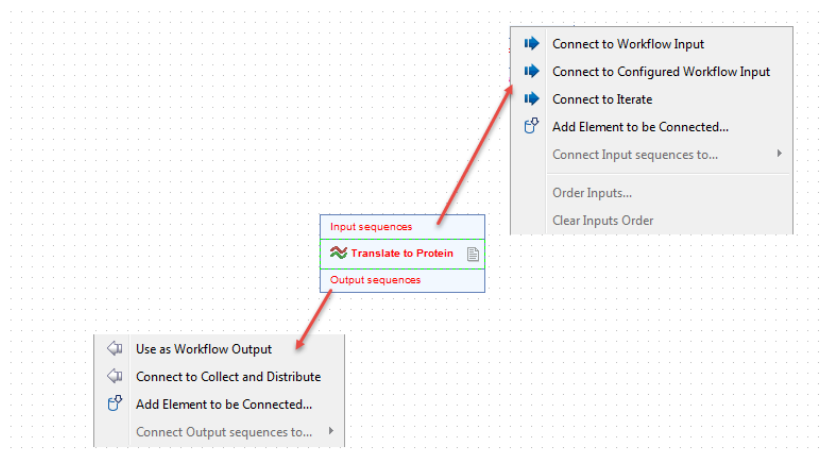 Connect to Workflow Input
Connect to Configured Workflow Input
Connect to Iterate
Add Element to be Connected...
Connect Input sequences to...
Order Inputs...
Clear Inputs Order
Input sequences
Translate to Protein
Output sequences
Use as Workflow Output
Connect to Collect and Distribute
Add Element to be Connected...
Connect Output sequences to...